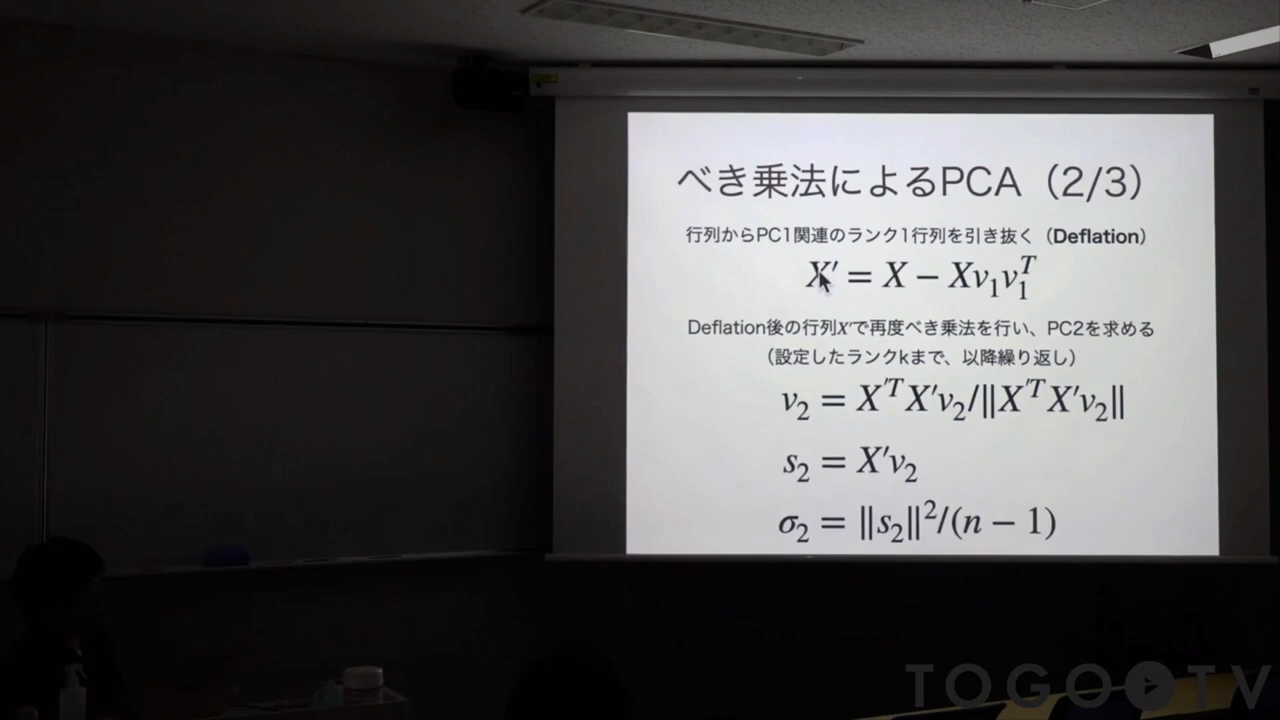 べき乗法によるPCA（2/3）
行列からPC1関連のランク1行列を引き抜く（Deflation）
X′ = X − Xv₁v₁ᵀ
Deflation後の行列X′で再度べき乗法を行い、PC2を求める
（設定したランクkまで、以降繰り返し）
v₂ = X′ᵀX′v₂/‖X′ᵀX′v₂‖
s₂ = X′v₂
σ₂ = ‖s₂‖²/(n − 1)
TOGO TV